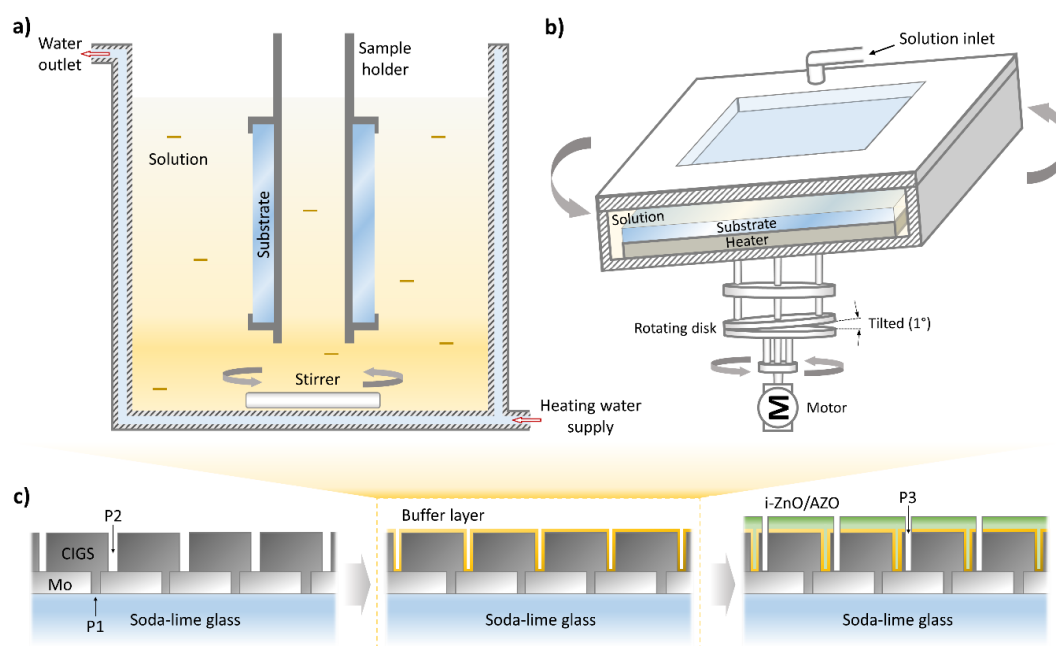 a)
Water
outlet
Sample
holder
Solution
Substrate
Stirrer
Heating water
supply
b)
Solution inlet
Solution
Substrate
Heater
Rotating disk
Tilted (1°)
M
Motor
c)
P2
CIGS
Mo
P1
Soda-lime glass
Buffer layer
Soda-lime glass
i-ZnO/AZO
P3
Soda-lime glass